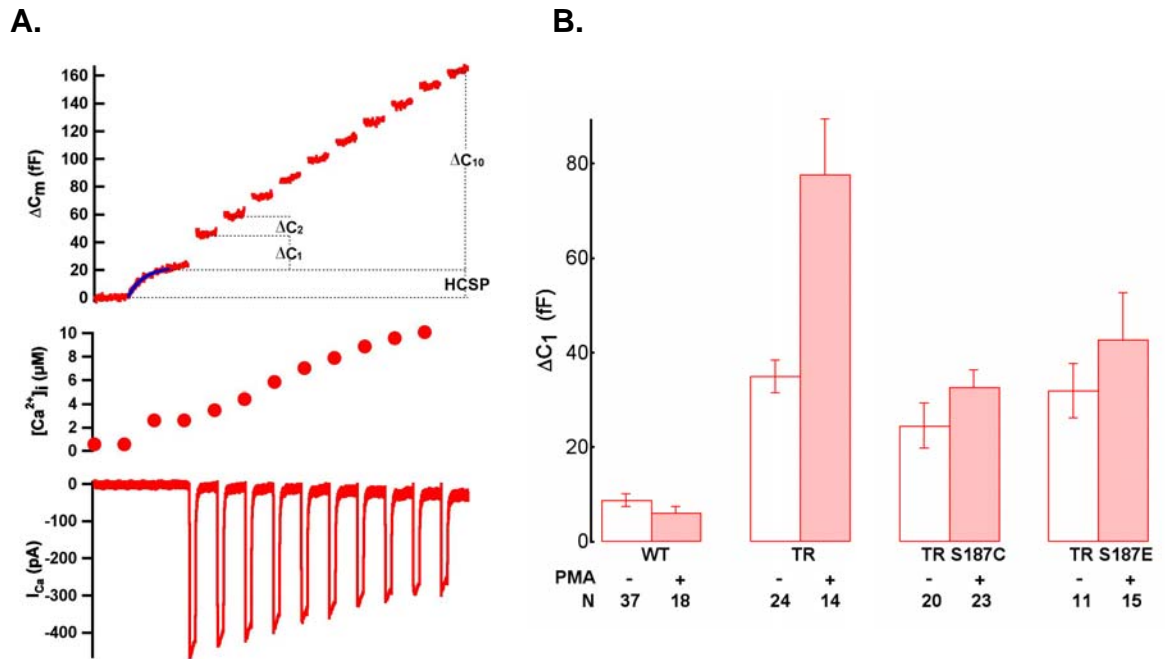 A.
B.
ΔCm (fF)
160
140
120
100
80
60
40
20
0
ΔC10
ΔC2
ΔC1
HCSP
[Ca2+]i (µM)
10
8
6
4
2
0
ICa (pA)
0
-100
-200
-300
-400
ΔC1 (fF)
80
60
40
20
0
WT TR TR S187C TR S187E
PMA - + - + - + - +
N 37 18 24 14 20 23 11 15